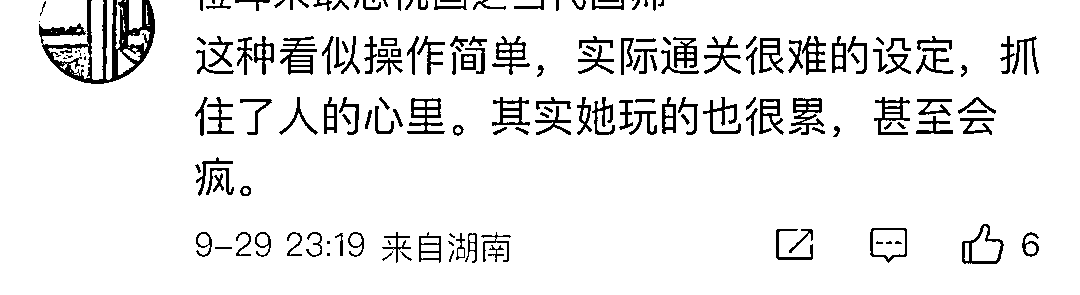 这种看似操作简单，实际通关很难的设定，抓
住了人的心里。其实她玩的也很累，甚至会
疯。
9-29 23:19 来自湖南
6